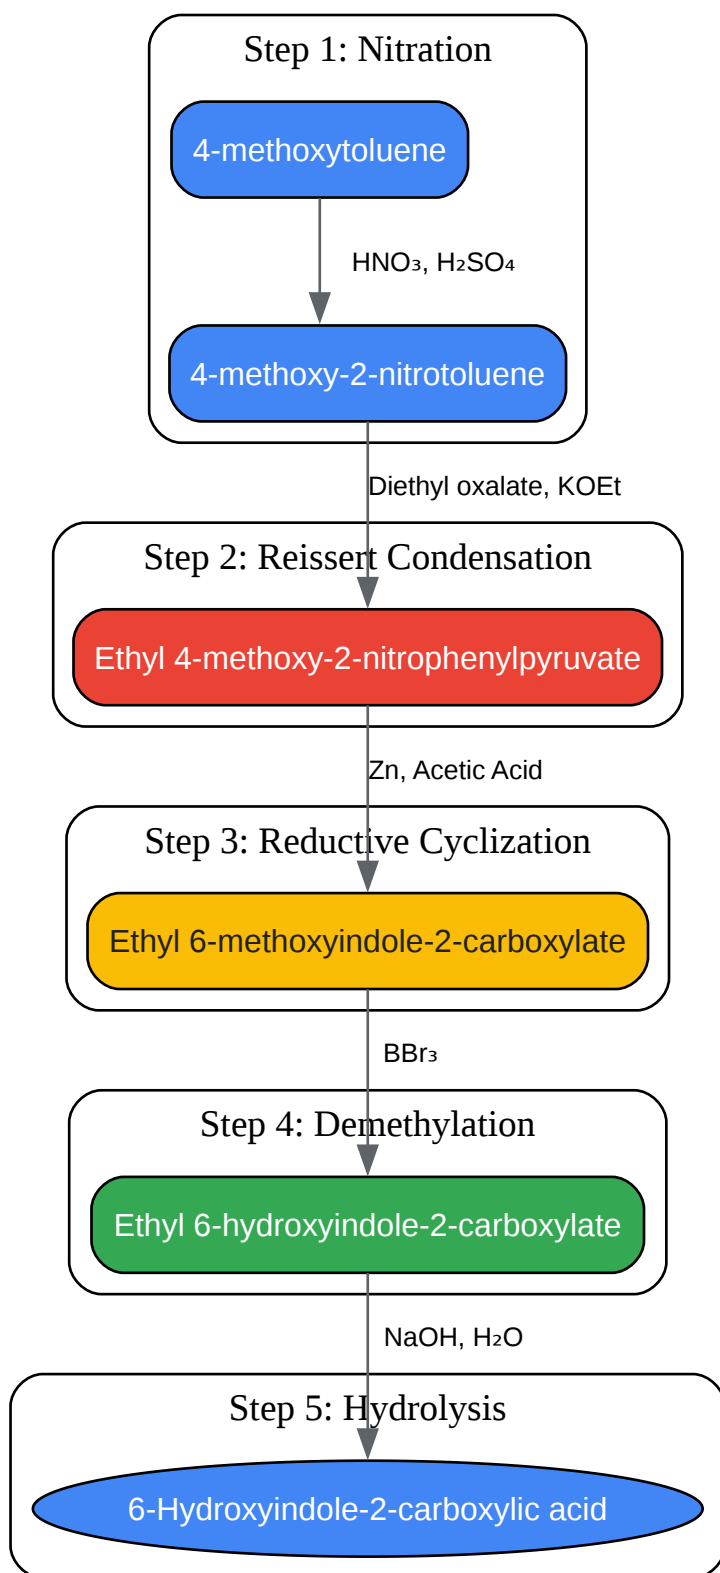 Step 1: Nitration
4-methoxytoluene
HNO₃, H₂SO₄
4-methoxy-2-nitrotoluene
Diethyl oxalate, KOEt
Step 2: Reissert Condensation
Ethyl 4-methoxy-2-nitrophenylpyruvate
Zn, Acetic Acid
Step 3: Reductive Cyclization
Ethyl 6-methoxyindole-2-carboxylate
BBr₃
Step 4: Demethylation
Ethyl 6-hydroxyindole-2-carboxylate
NaOH, H₂O
Step 5: Hydrolysis
6-Hydroxyindole-2-carboxylic acid